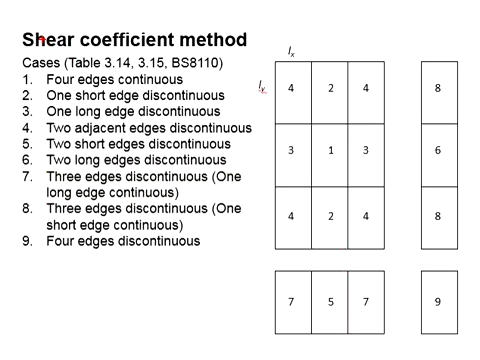 Shear coefficient method
Cases (Table 3.14, 3.15, BS8110)
1. Four edges continuous
2. One short edge discontinuous
3. One long edge discontinuous
4. Two adjacent edges discontinuous
5. Two short edges discontinuous
6. Two long edges discontinuous
7. Three edges discontinuous (One
long edge continuous)
8. Three edges discontinuous (One
short edge continuous)
9. Four edges discontinuous
lx
ly
4 2 4 8
3 1 3 6
4 2 4 8
7 5 7 9